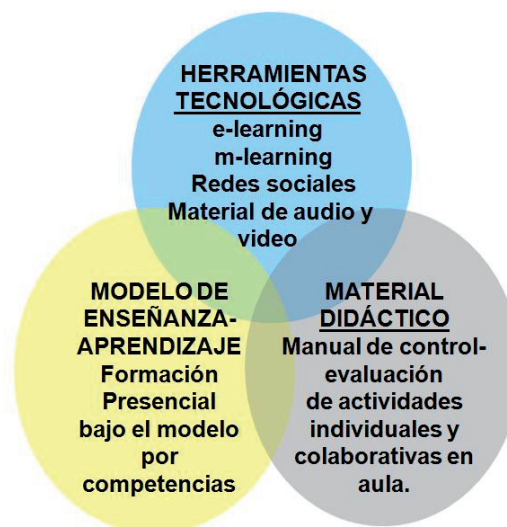 HERRAMIENTAS
TECNOLÓGICAS
e-learning
m-learning
Redes sociales
Material de audio y
video
MODELO DE
ENSEÑANZA-
APRENDIZAJE
Formación
Presencial
bajo el modelo
por
competencias
MATERIAL
DIDÁCTICO
Manual de control-
evaluación
de actividades
individuales y
colaborativas en
aula.